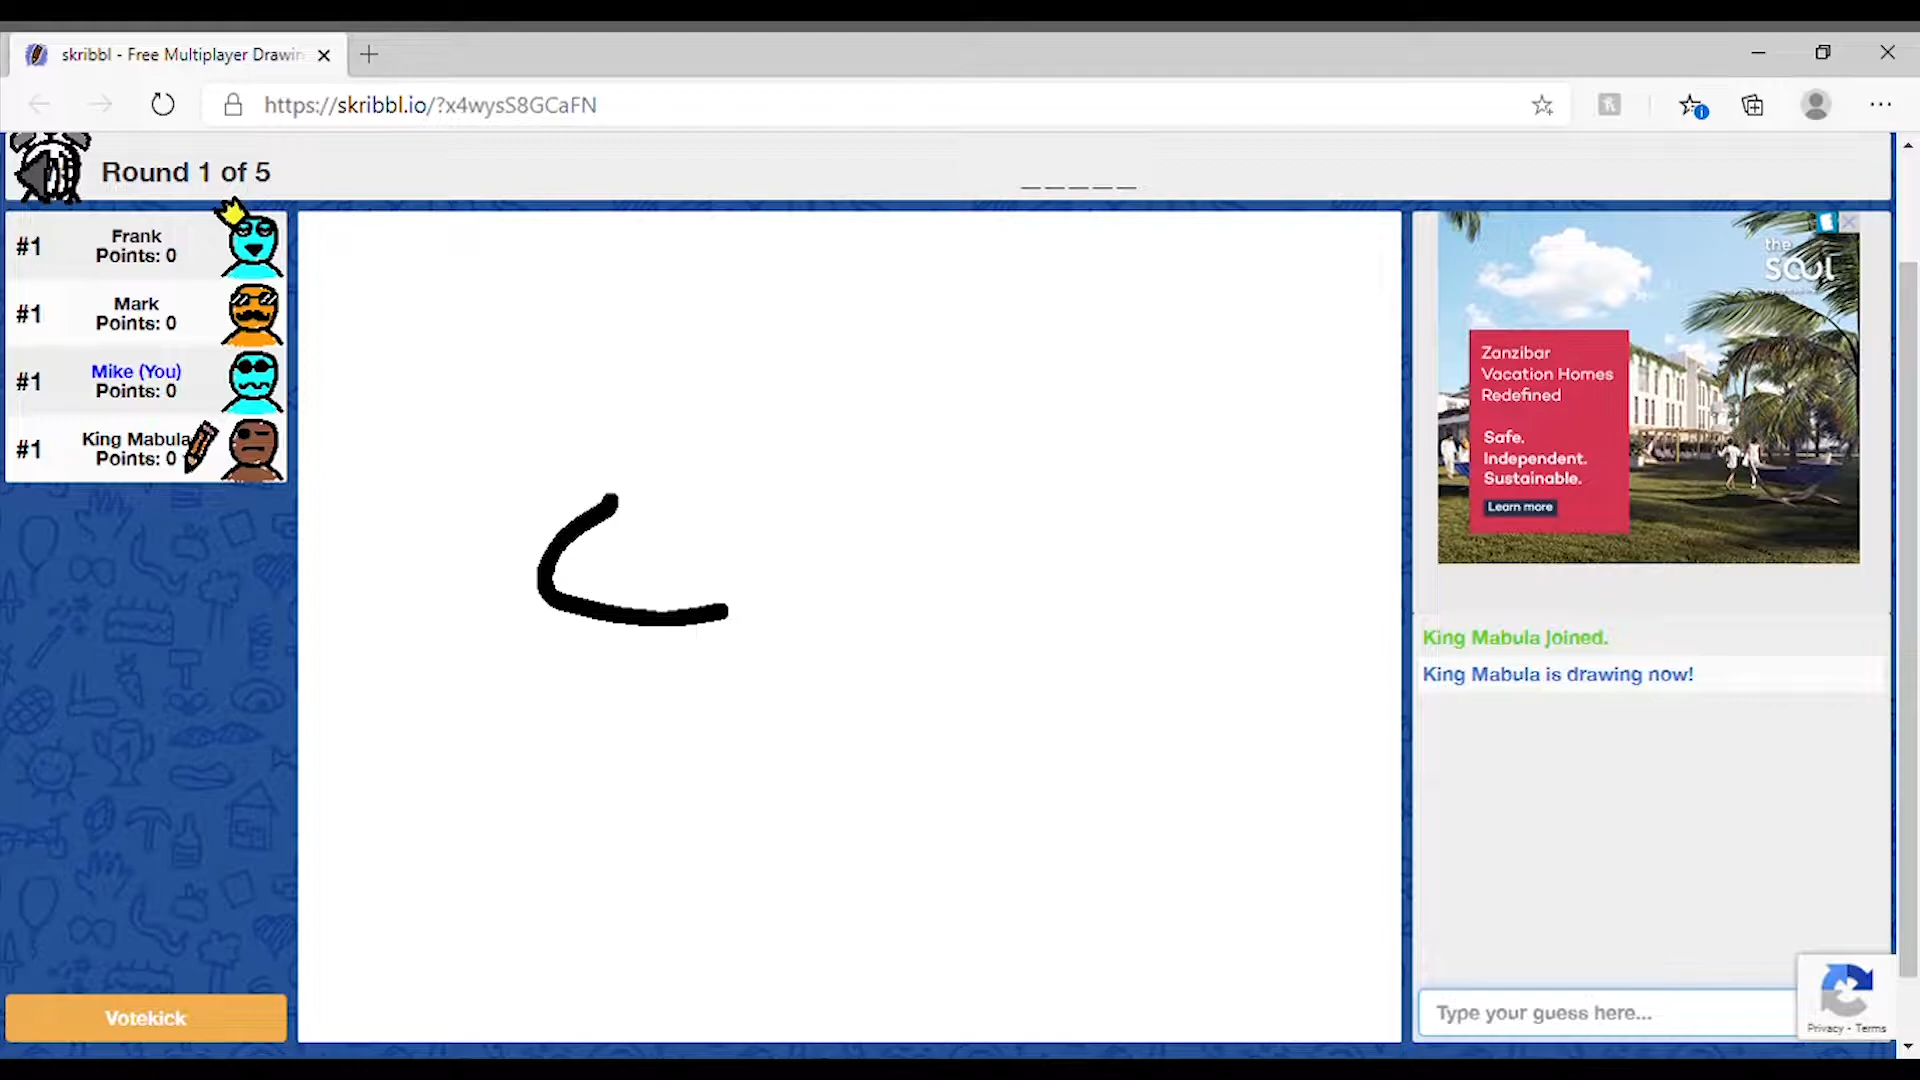 skribbl - Free Multiplayer Drawin
https://skribbl.io/?x4wysS8GCaFN
Round 1 of 5
_ _ _ _ _
#1 Frank
Points: 0
#1 Mark
Points: 0
#1 Mike (You)
Points: 0
#1 King Mabula
Points: 0
the
soul
Zanzibar
Vacation Homes
Redefined
Safe.
Independent.
Sustainable.
Learn more
King Mabula joined.
King Mabula is drawing now!
Type your guess here...
Privacy - Terms
Votekick